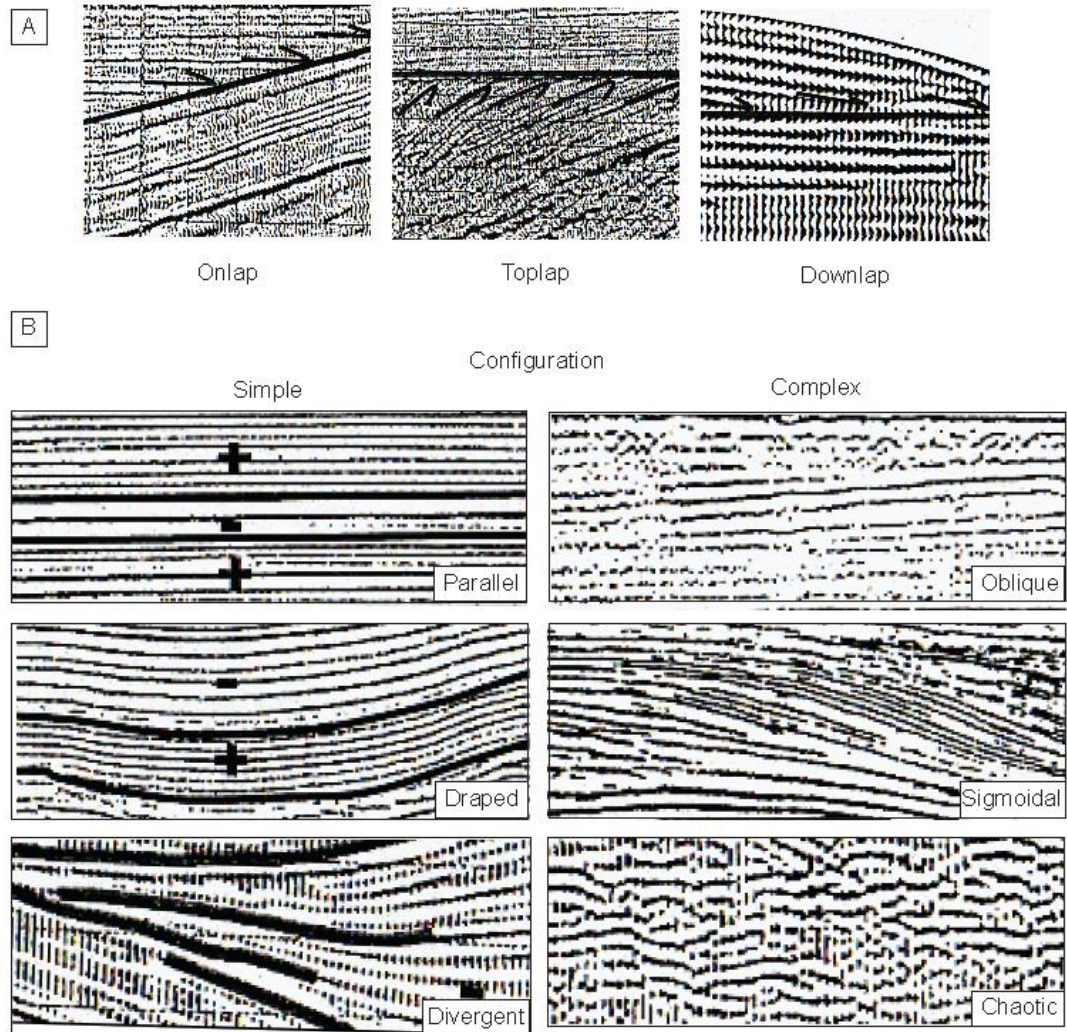 A
Onlap
Toplap
Downlap
B
Configuration
Simple
Complex
Parallel
Oblique
Draped
Sigmoidal
Divergent
Chaotic